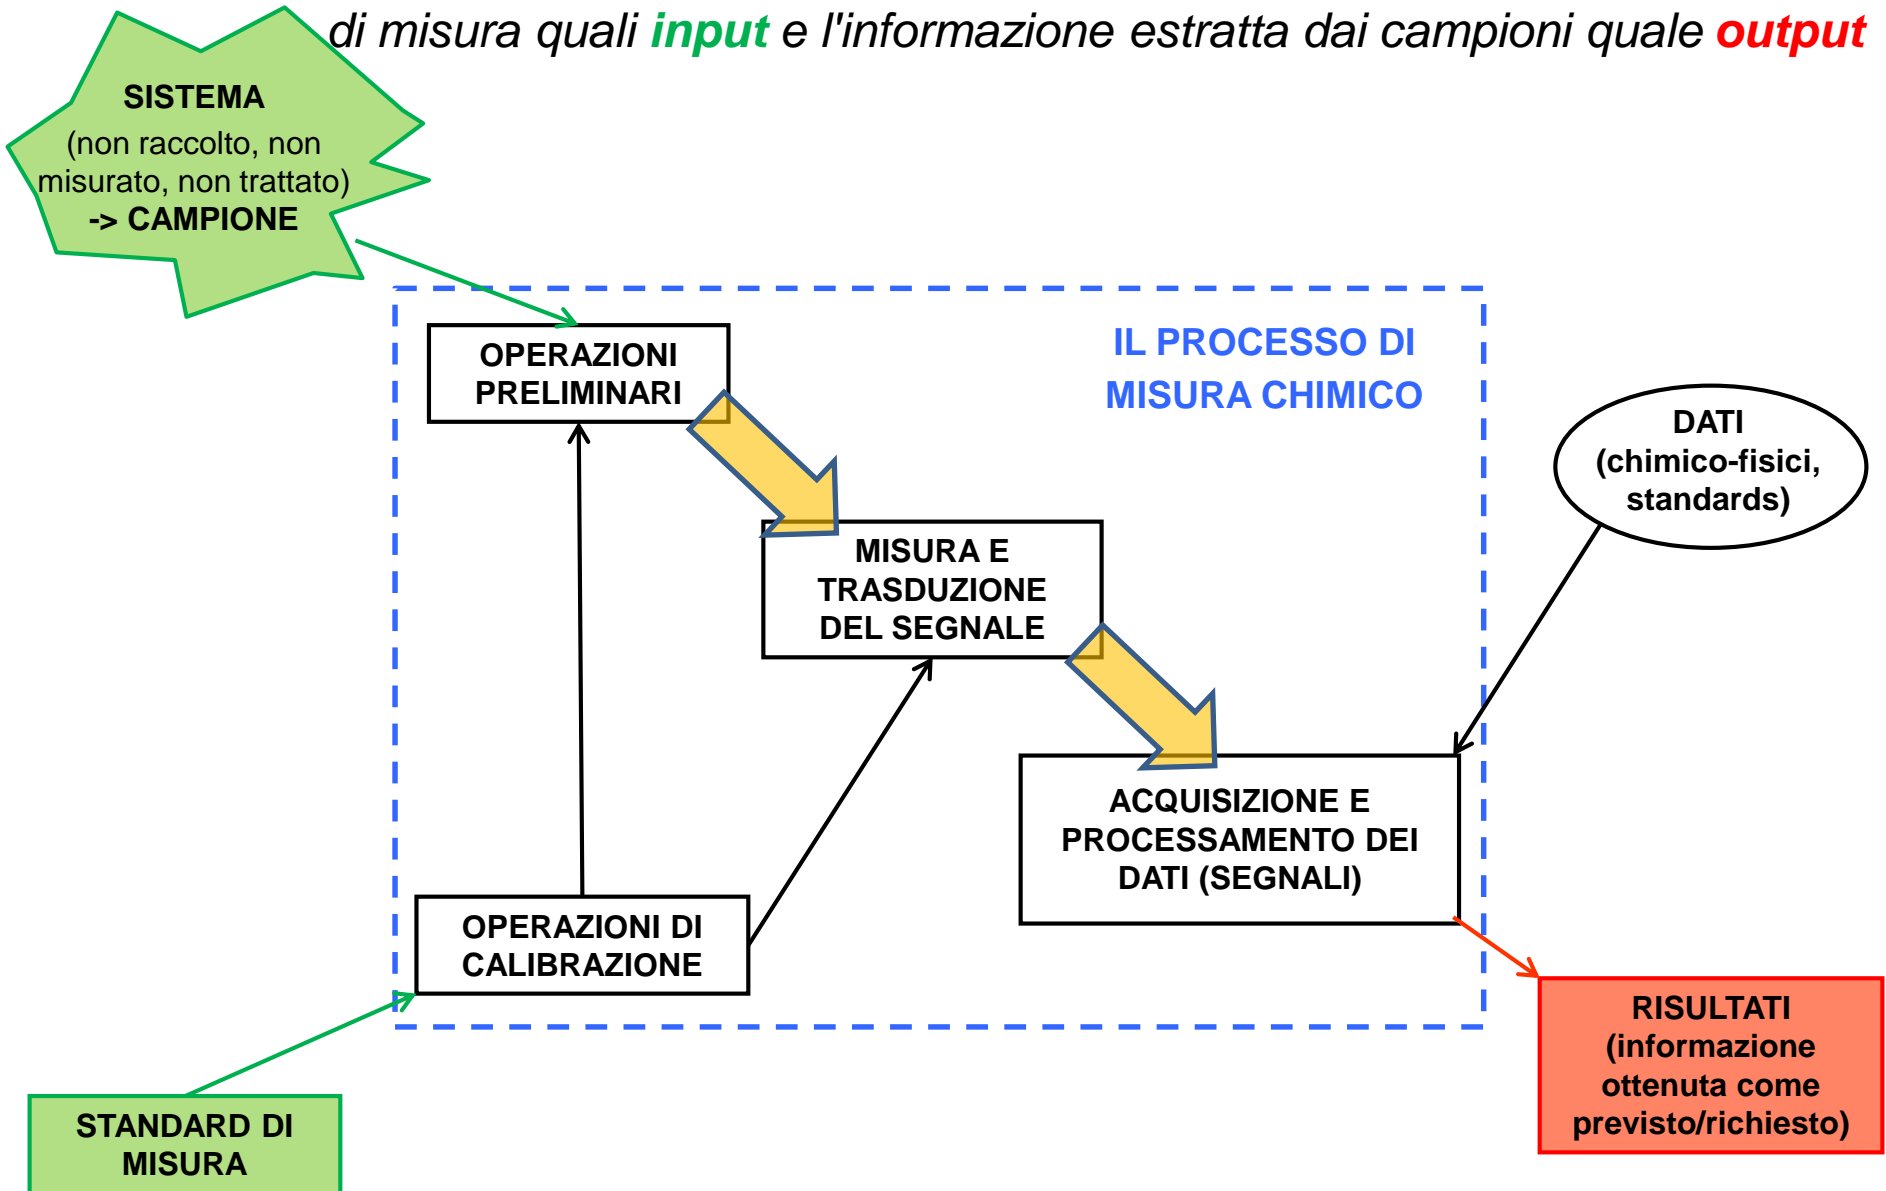 di misura quali input e l'informazione estratta dai campioni quale output
SISTEMA
(non raccolto, non
misurato, non trattato)
-> CAMPIONE
IL PROCESSO DI
MISURA CHIMICO
OPERAZIONI
PRELIMINARI
DATI
(chimico-fisici,
standards)
MISURA E
TRASDUZIONE
DEL SEGNALE
ACQUISIZIONE E
PROCESSAMENTO DEI
DATI (SEGNALI)
OPERAZIONI DI
CALIBRAZIONE
RISULTATI
(informazione
ottenuta come
previsto/richiesto)
STANDARD DI
MISURA